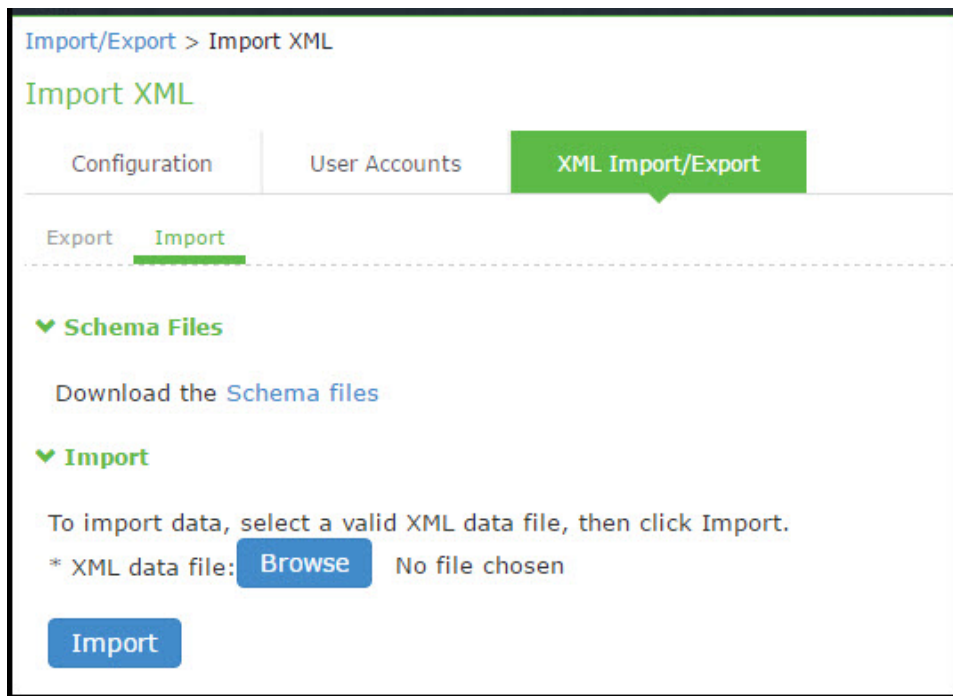 Import/Export > Import XML
Import XML
Configuration User Accounts XML Import/Export
Export Import
Schema Files
Download the Schema files
Import
To import data, select a valid XML data file, then click Import.
* XML data file: Browse No file chosen
Import